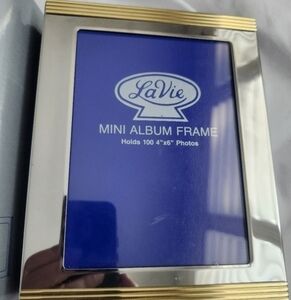 LaVie
MINI ALBUM FRAME
Holds 100 4"x6" Photos